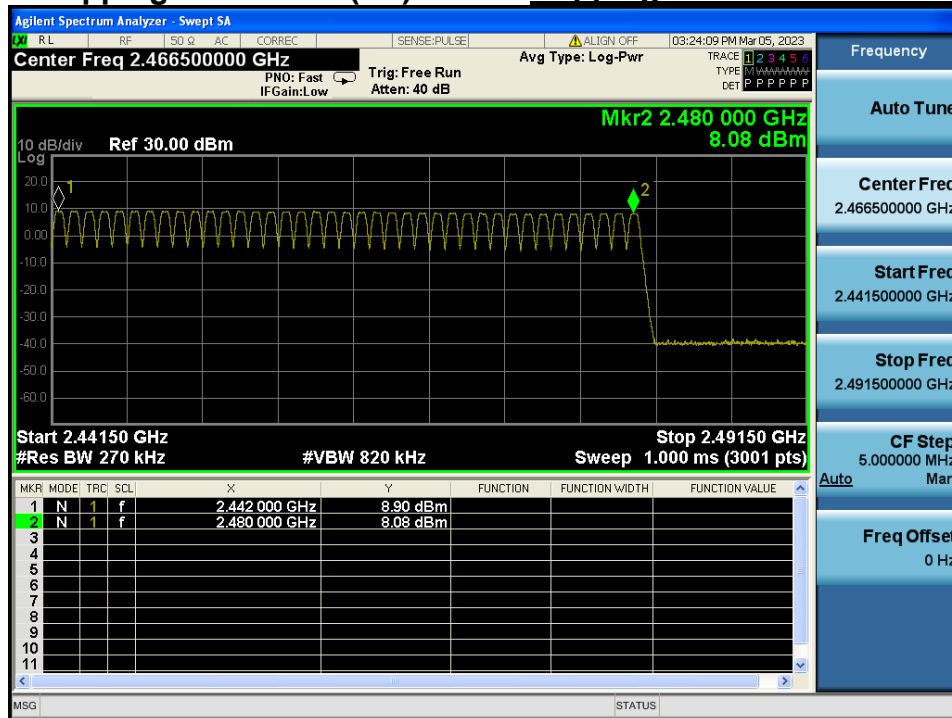 Agilent Spectrum Analyzer - Swept SA
LXI RL RF 50 Ω AC CORREC SENSE:PULSE ALIGN OFF 03:24:09 PM Mar 05, 2023
Center Freq 2.466500000 GHz
PNO: Fast
IFGain:Low
Trig: Free Run
Atten: 40 dB
Avg Type: Log-Pwr
TRACE 1 2 3 4 5 6
TYPE M WWWWW
DET P P P P P P
Frequency
Mkr2 2.480 000 GHz
8.08 dBm
10 dB/div Ref 30.00 dBm
Log
20.0
10.0
0.00
-10.0
-20.0
-30.0
-40.0
-50.0
-60.0
1
2
Start 2.44150 GHz Stop 2.49150 GHz
#Res BW 270 kHz #VBW 820 kHz Sweep 1.000 ms (3001 pts)
MKR MODE TRC SCL X Y FUNCTION FUNCTION WIDTH FUNCTION VALUE
1 N 1 f 2.442 000 GHz 8.90 dBm
2 N 1 f 2.480 000 GHz 8.08 dBm
3
4
5
6
7
8
9
10
11
MSG STATUS
Auto Tune
Center Freq
2.466500000 GHz
Start Freq
2.441500000 GHz
Stop Freq
2.491500000 GHz
CF Step
5.000000 MHz
Auto Man
Freq Offset
0 Hz